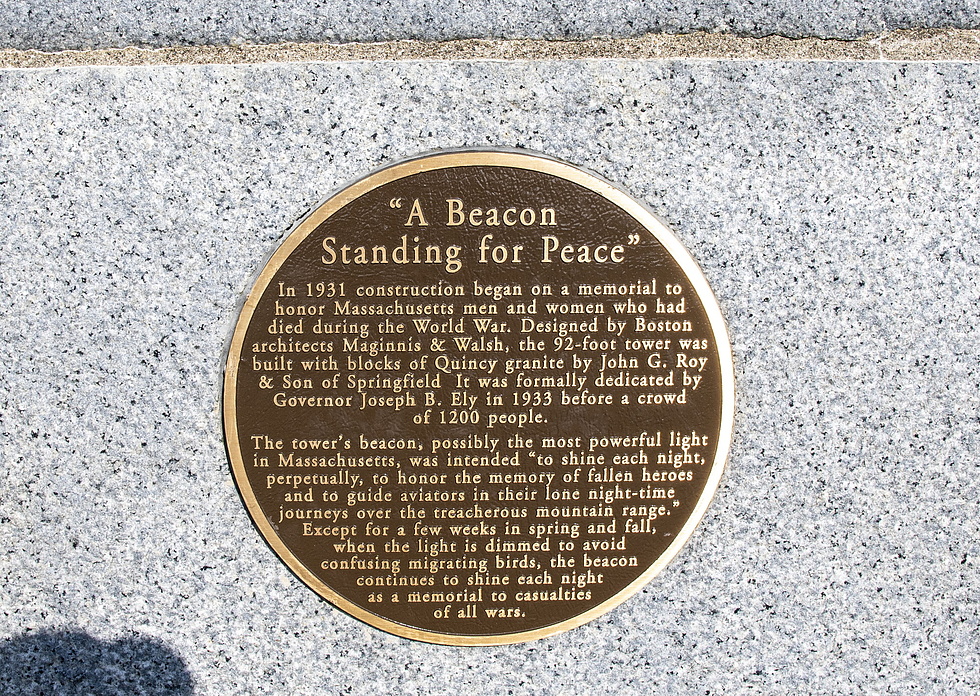 “A Beacon
Standing for Peace”
In 1931 construction began on a memorial to
honor Massachusetts men and women who had
died during the World War. Designed by Boston
architects Maginnis & Walsh, the 92-foot tower was
built with blocks of Quincy granite by John G. Roy
& Son of Springfield It was formally dedicated by
Governor Joseph B. Ely in 1933 before a crowd
of 1200 people.
The tower’s beacon, possibly the most powerful light
in Massachusetts, was intended “to shine each night,
perpetually, to honor the memory of fallen heroes
and to guide aviators in their lone night-time
journeys over the treacherous mountain range.”
Except for a few weeks in spring and fall,
when the light is dimmed to avoid
confusing migrating birds, the beacon
continues to shine each night
as a memorial to casualties
of all wars.